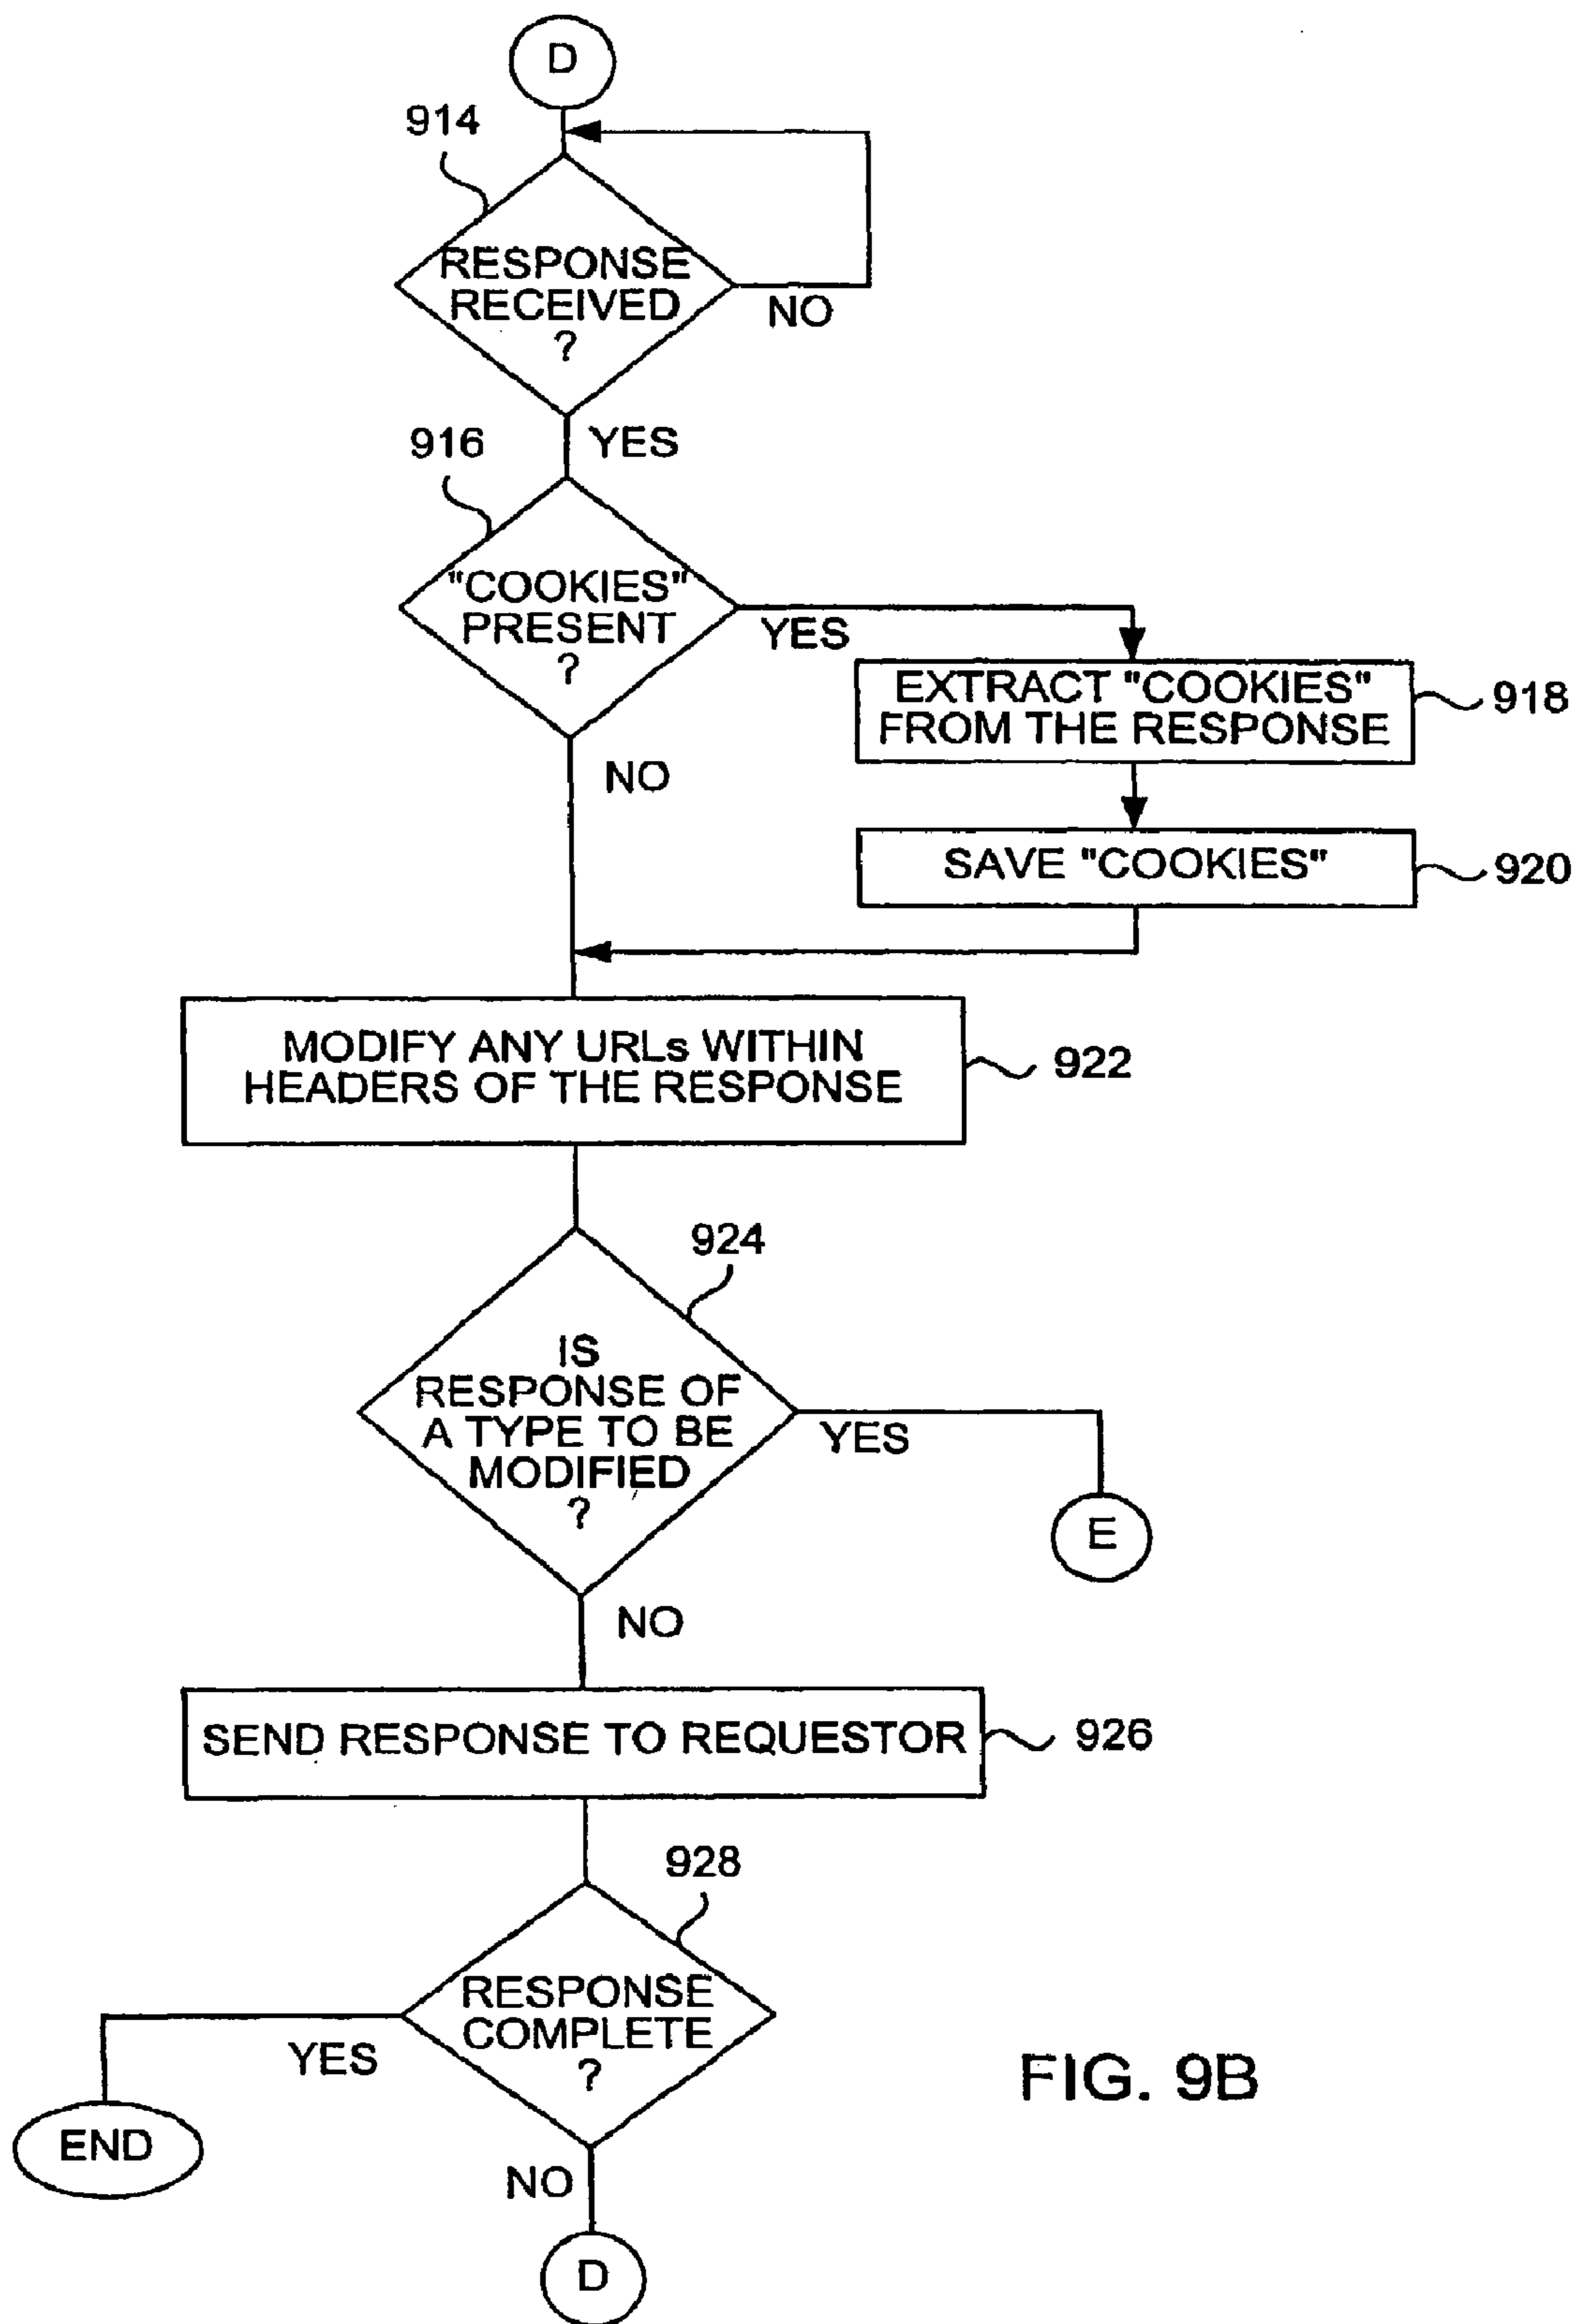 D
914
RESPONSE
RECEIVED
?
NO
YES
916
"COOKIES"
PRESENT
?
YES
NO
EXTRACT "COOKIES"
FROM THE RESPONSE
918
SAVE "COOKIES"
920
MODIFY ANY URLs WITHIN
HEADERS OF THE RESPONSE
922
924
IS
RESPONSE OF
A TYPE TO BE
MODIFIED
?
YES
E
NO
SEND RESPONSE TO REQUESTOR
926
928
RESPONSE
COMPLETE
?
YES
END
NO
D
FIG. 9B